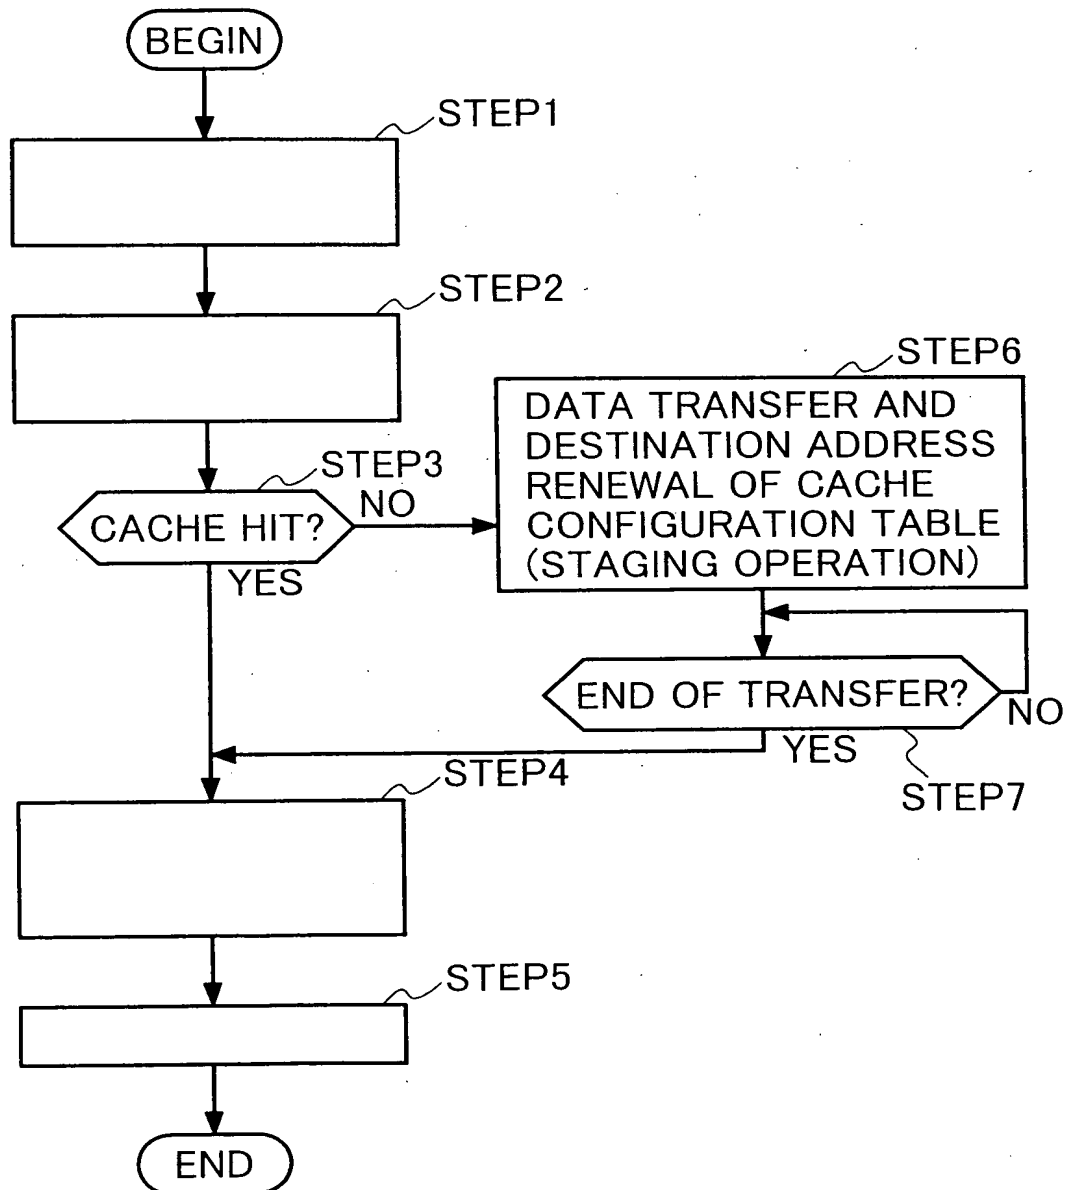 BEGIN
STEP1
STEP2
STEP3
CACHE HIT?
NO
YES
STEP6
DATA TRANSFER AND
DESTINATION ADDRESS
RENEWAL OF CACHE
CONFIGURATION TABLE
(STAGING OPERATION)
END OF TRANSFER?
NO
YES
STEP7
STEP4
STEP5
END